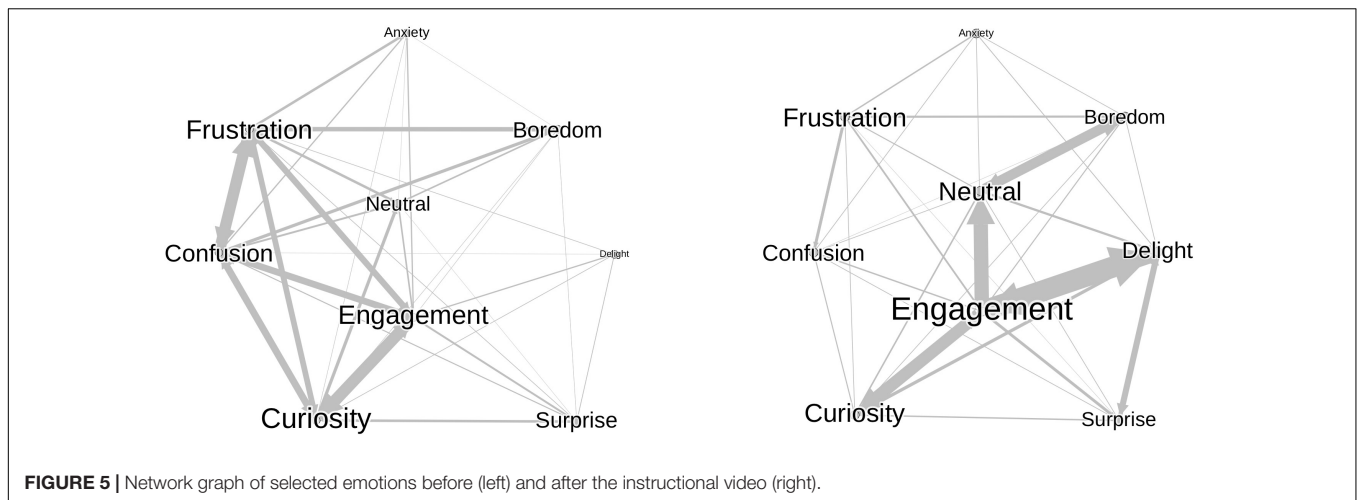 Anxiety
Frustration
Boredom
Neutral
Confusion
Delight
Engagement
Curiosity
Surprise
Anxiety
Frustration
Boredom
Neutral
Confusion
Delight
Engagement
Curiosity
Surprise
FIGURE 5 | Network graph of selected emotions before (left) and after the instructional video (right).